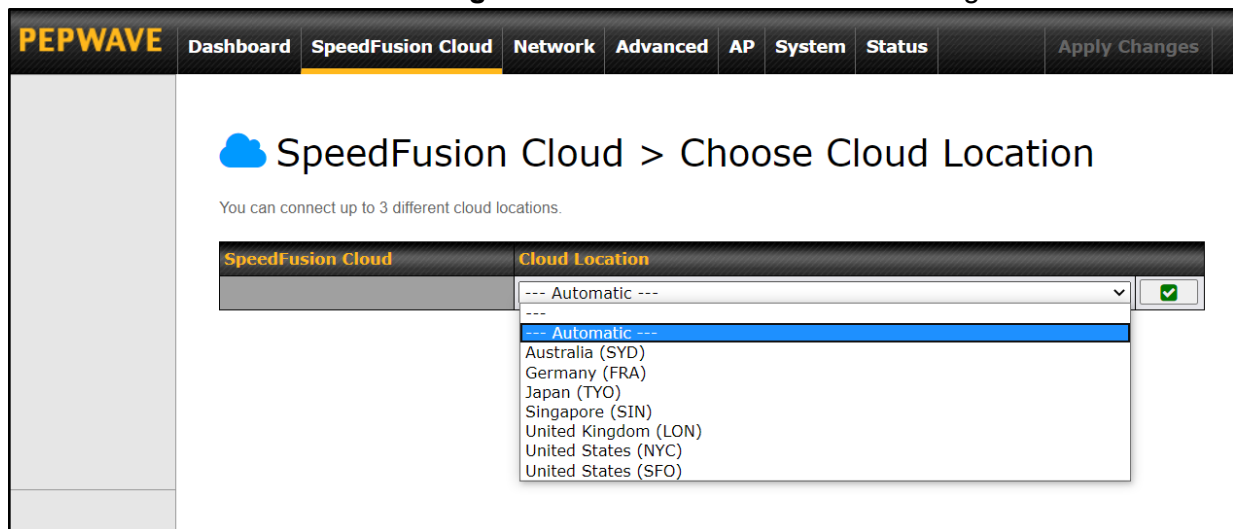 PEPWAVE Dashboard SpeedFusion Cloud Network Advanced AP System Status Apply Changes
SpeedFusion Cloud > Choose Cloud Location
You can connect up to 3 different cloud locations.
SpeedFusion Cloud Cloud Location
--- Automatic ---
---
--- Automatic ---
Australia (SYD)
Germany (FRA)
Japan (TYO)
Singapore (SIN)
United Kingdom (LON)
United States (NYC)
United States (SFO)